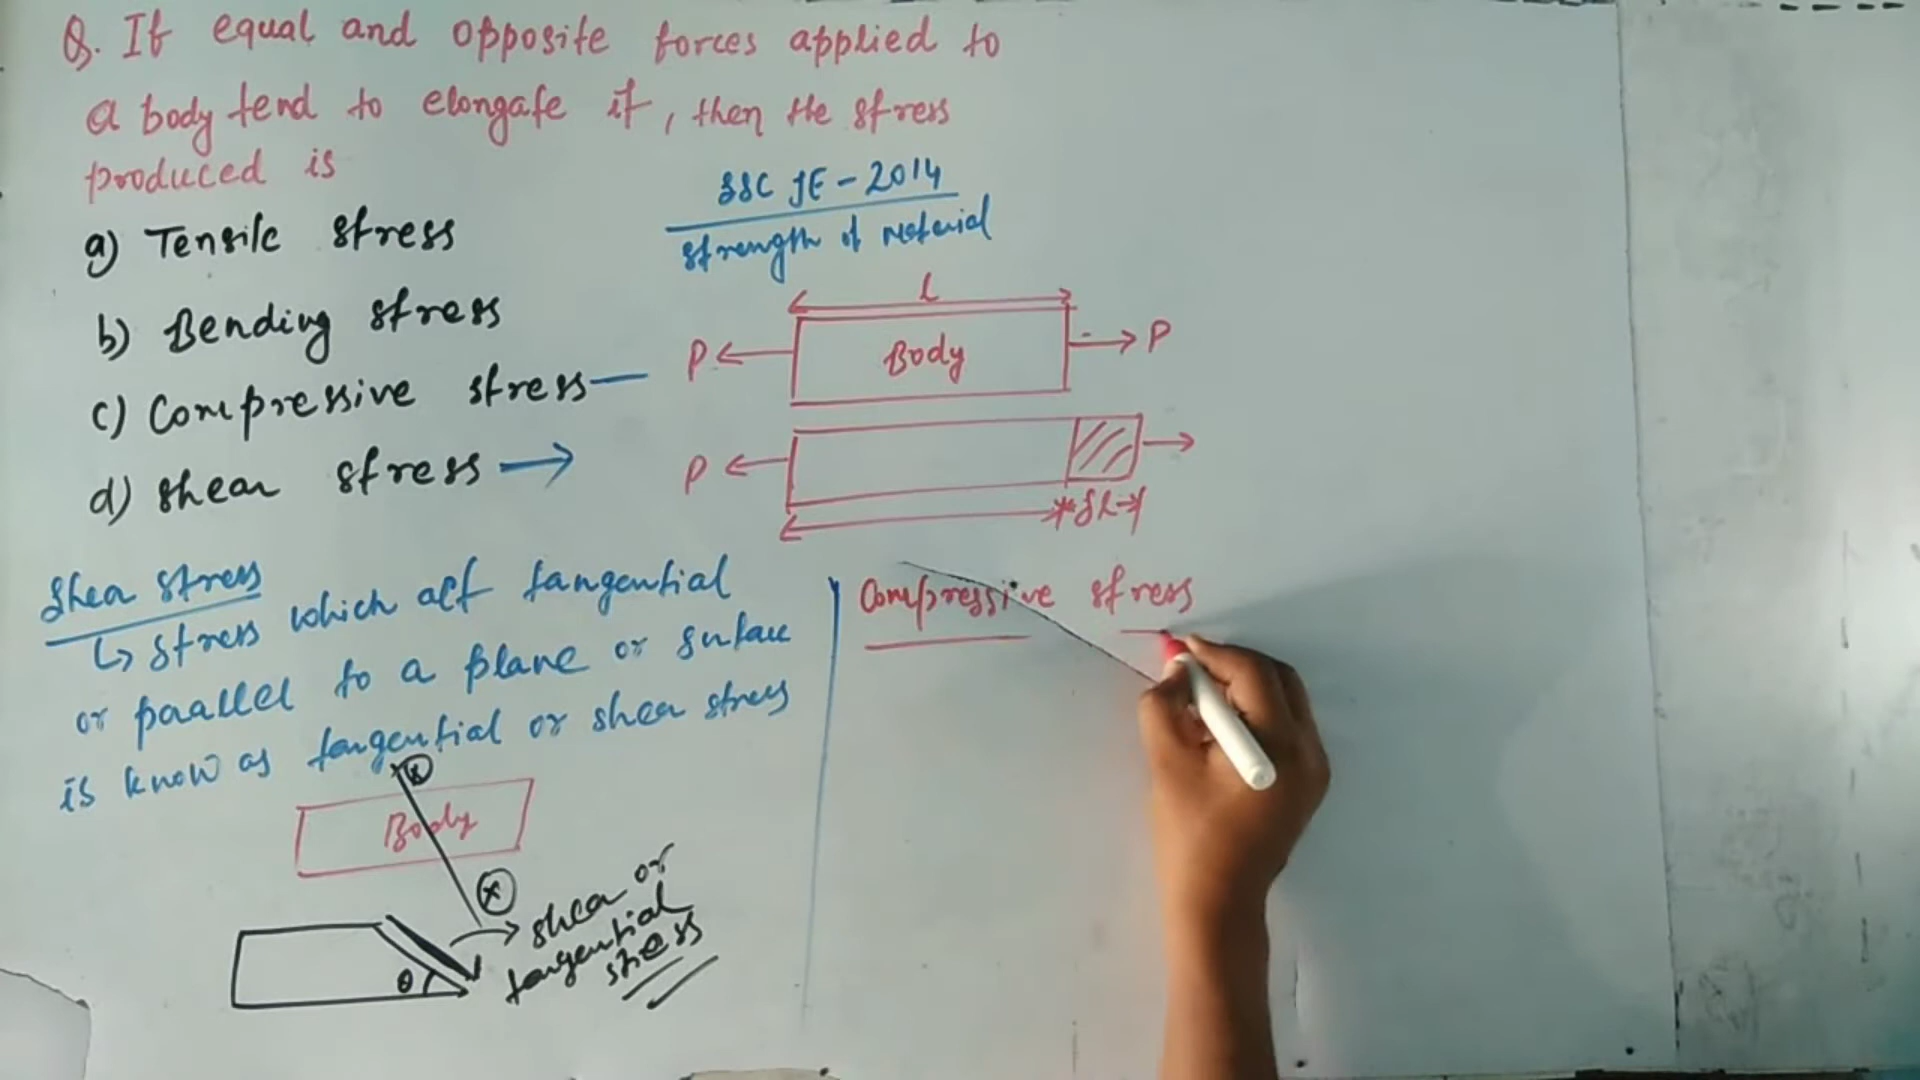 Q. If equal and opposite forces applied to
a body tend to elongate it, then the stress
produced is
SSC JE - 2014
Strength of Material
a) Tensile stress
b) Bending stress
c) Compressive stress —
d) Shear stress →
L
P ← Body → P
P
δL
Shea stress
↳ stress which act tangential
or paallel to a plane or surface
is know as tangential or shear stress
Compressive stress
x
Body
x
θ
shear or
tangential
stress